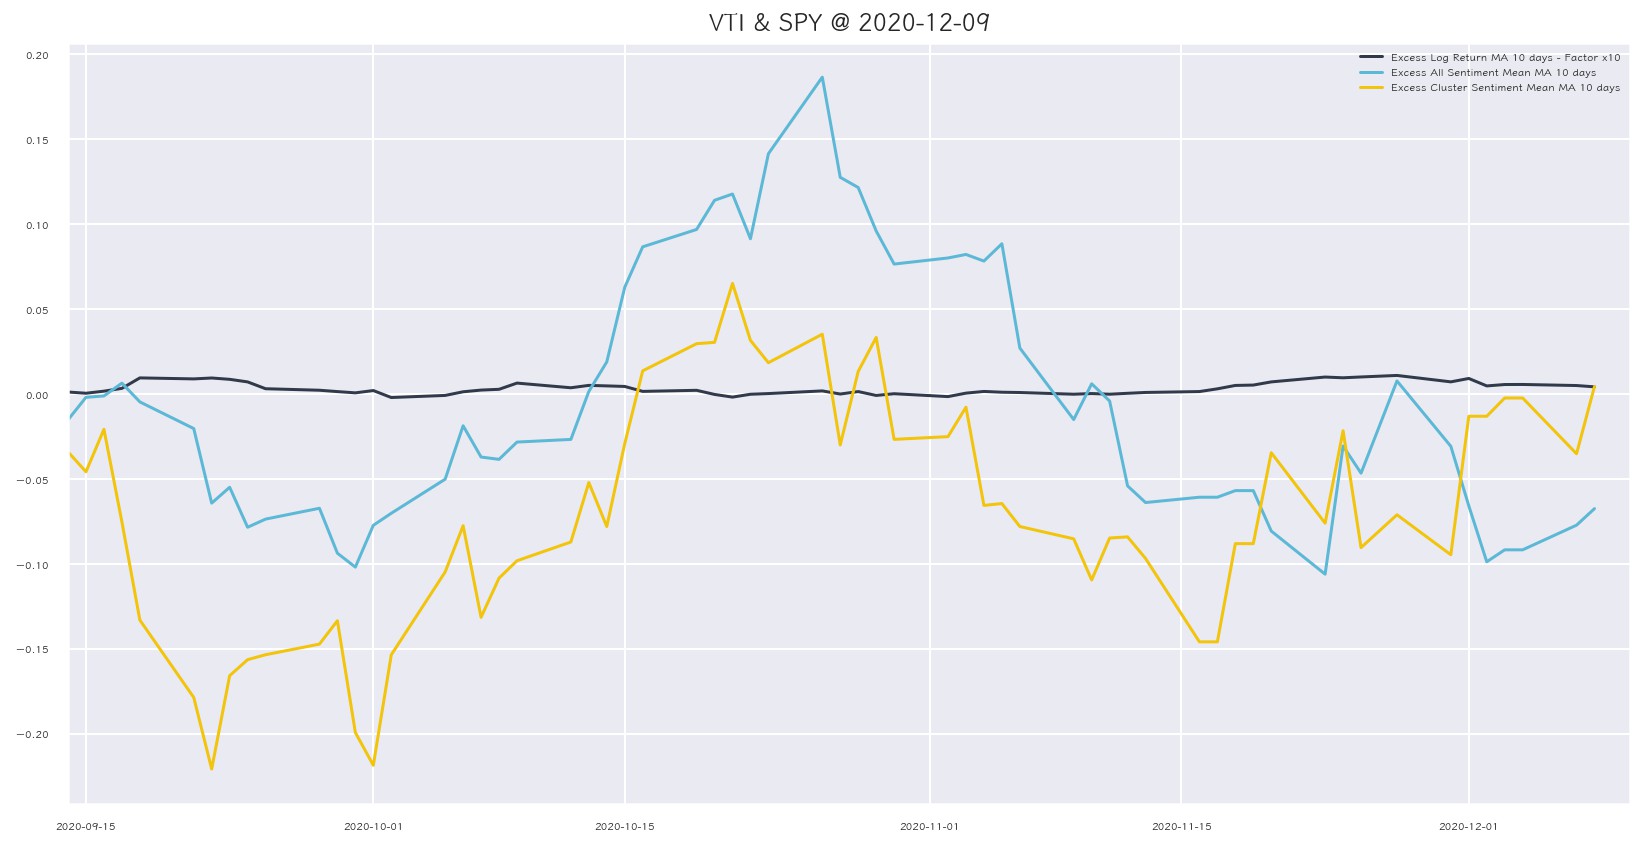 VTI & SPY @ 2020-12-09
Excess Log Return MA 10 days - Factor x10
Excess All Sentiment Mean MA 10 days
Excess Cluster Sentiment Mean MA 10 days
0.20
0.15
0.10
0.05
0.00
−0.05
−0.10
−0.15
−0.20
2020-09-15 2020-10-01 2020-10-15 2020-11-01 2020-11-15 2020-12-01